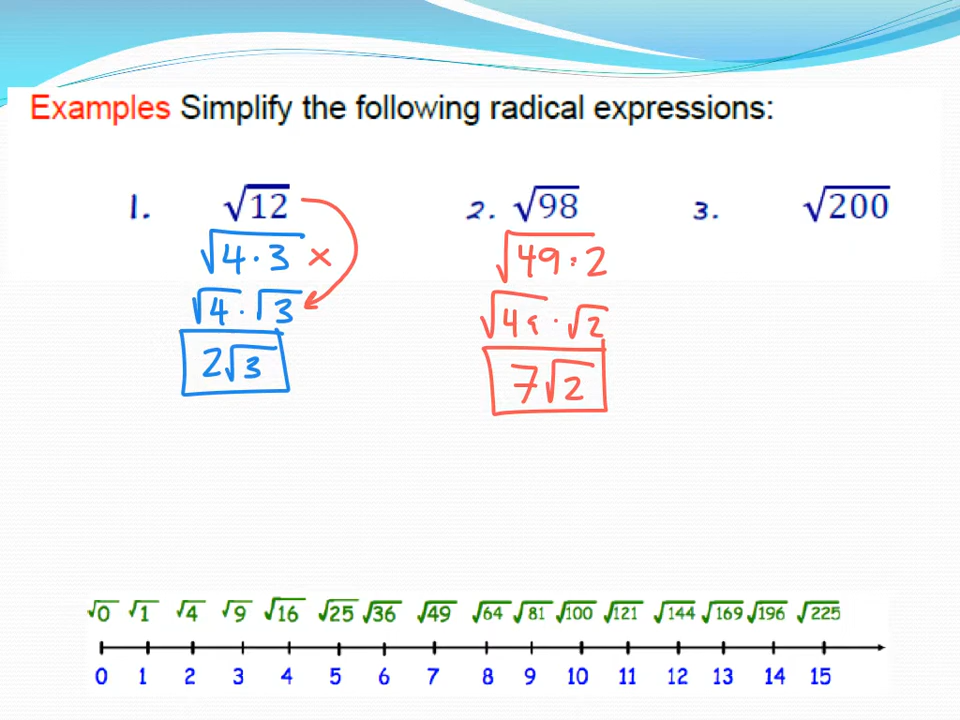 Examples Simplify the following radical expressions:
1. √12 2. √98 3. √200
√4·3 × √49·2
√4·√3 √49·√2
2√3 7√2
√0 √1 √4 √9 √16 √25 √36 √49 √64 √81 √100 √121 √144 √169 √196 √225
0 1 2 3 4 5 6 7 8 9 10 11 12 13 14 15